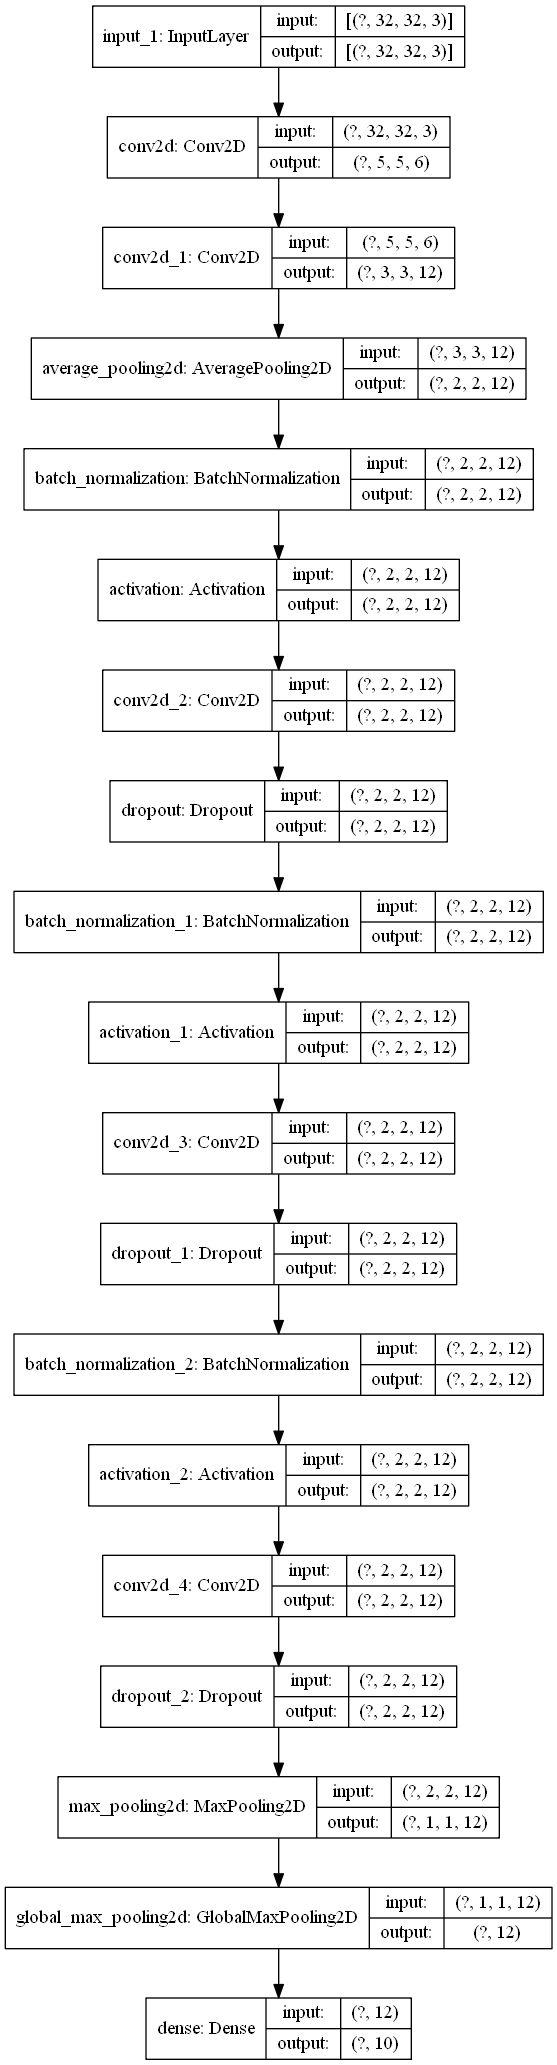 input_1: InputLayer
input:
[(?, 32, 32, 3)]
output:
[(?, 32, 32, 3)]
conv2d: Conv2D
input:
(?, 32, 32, 3)
output:
(?, 5, 5, 6)
conv2d_1: Conv2D
input:
(?, 5, 5, 6)
output:
(?, 3, 3, 12)
average_pooling2d: AveragePooling2D
input:
(?, 3, 3, 12)
output:
(?, 2, 2, 12)
batch_normalization: BatchNormalization
input:
(?, 2, 2, 12)
output:
(?, 2, 2, 12)
activation: Activation
input:
(?, 2, 2, 12)
output:
(?, 2, 2, 12)
conv2d_2: Conv2D
input:
(?, 2, 2, 12)
output:
(?, 2, 2, 12)
dropout: Dropout
input:
(?, 2, 2, 12)
output:
(?, 2, 2, 12)
batch_normalization_1: BatchNormalization
input:
(?, 2, 2, 12)
output:
(?, 2, 2, 12)
activation_1: Activation
input:
(?, 2, 2, 12)
output:
(?, 2, 2, 12)
conv2d_3: Conv2D
input:
(?, 2, 2, 12)
output:
(?, 2, 2, 12)
dropout_1: Dropout
input:
(?, 2, 2, 12)
output:
(?, 2, 2, 12)
batch_normalization_2: BatchNormalization
input:
(?, 2, 2, 12)
output:
(?, 2, 2, 12)
activation_2: Activation
input:
(?, 2, 2, 12)
output:
(?, 2, 2, 12)
conv2d_4: Conv2D
input:
(?, 2, 2, 12)
output:
(?, 2, 2, 12)
dropout_2: Dropout
input:
(?, 2, 2, 12)
output:
(?, 2, 2, 12)
max_pooling2d: MaxPooling2D
input:
(?, 2, 2, 12)
output:
(?, 1, 1, 12)
global_max_pooling2d: GlobalMaxPooling2D
input:
(?, 1, 1, 12)
output:
(?, 12)
dense: Dense
input:
(?, 12)
output:
(?, 10)